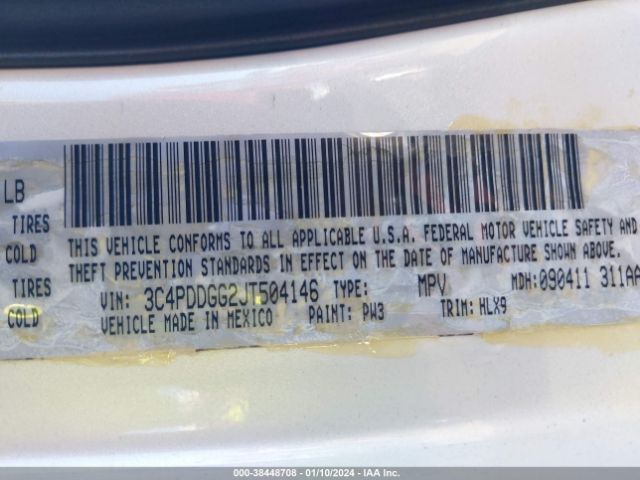 LB
TIRES
COLD
TIRES
COLD
THIS VEHICLE CONFORMS TO ALL APPLICABLE U.S.A. FEDERAL MOTOR VEHICLE SAFETY AND
THEFT PREVENTION STANDARDS IN EFFECT ON THE DATE OF MANUFACTURE SHOWN ABOVE.
VIN: 3C4PDDGG2JT504146 TYPE: MPV MDH:090411 311AA
VEHICLE MADE IN MEXICO PAINT: PW3 TRIM: HLX9
000-38448708 - 01/10/2024 - IAA Inc.